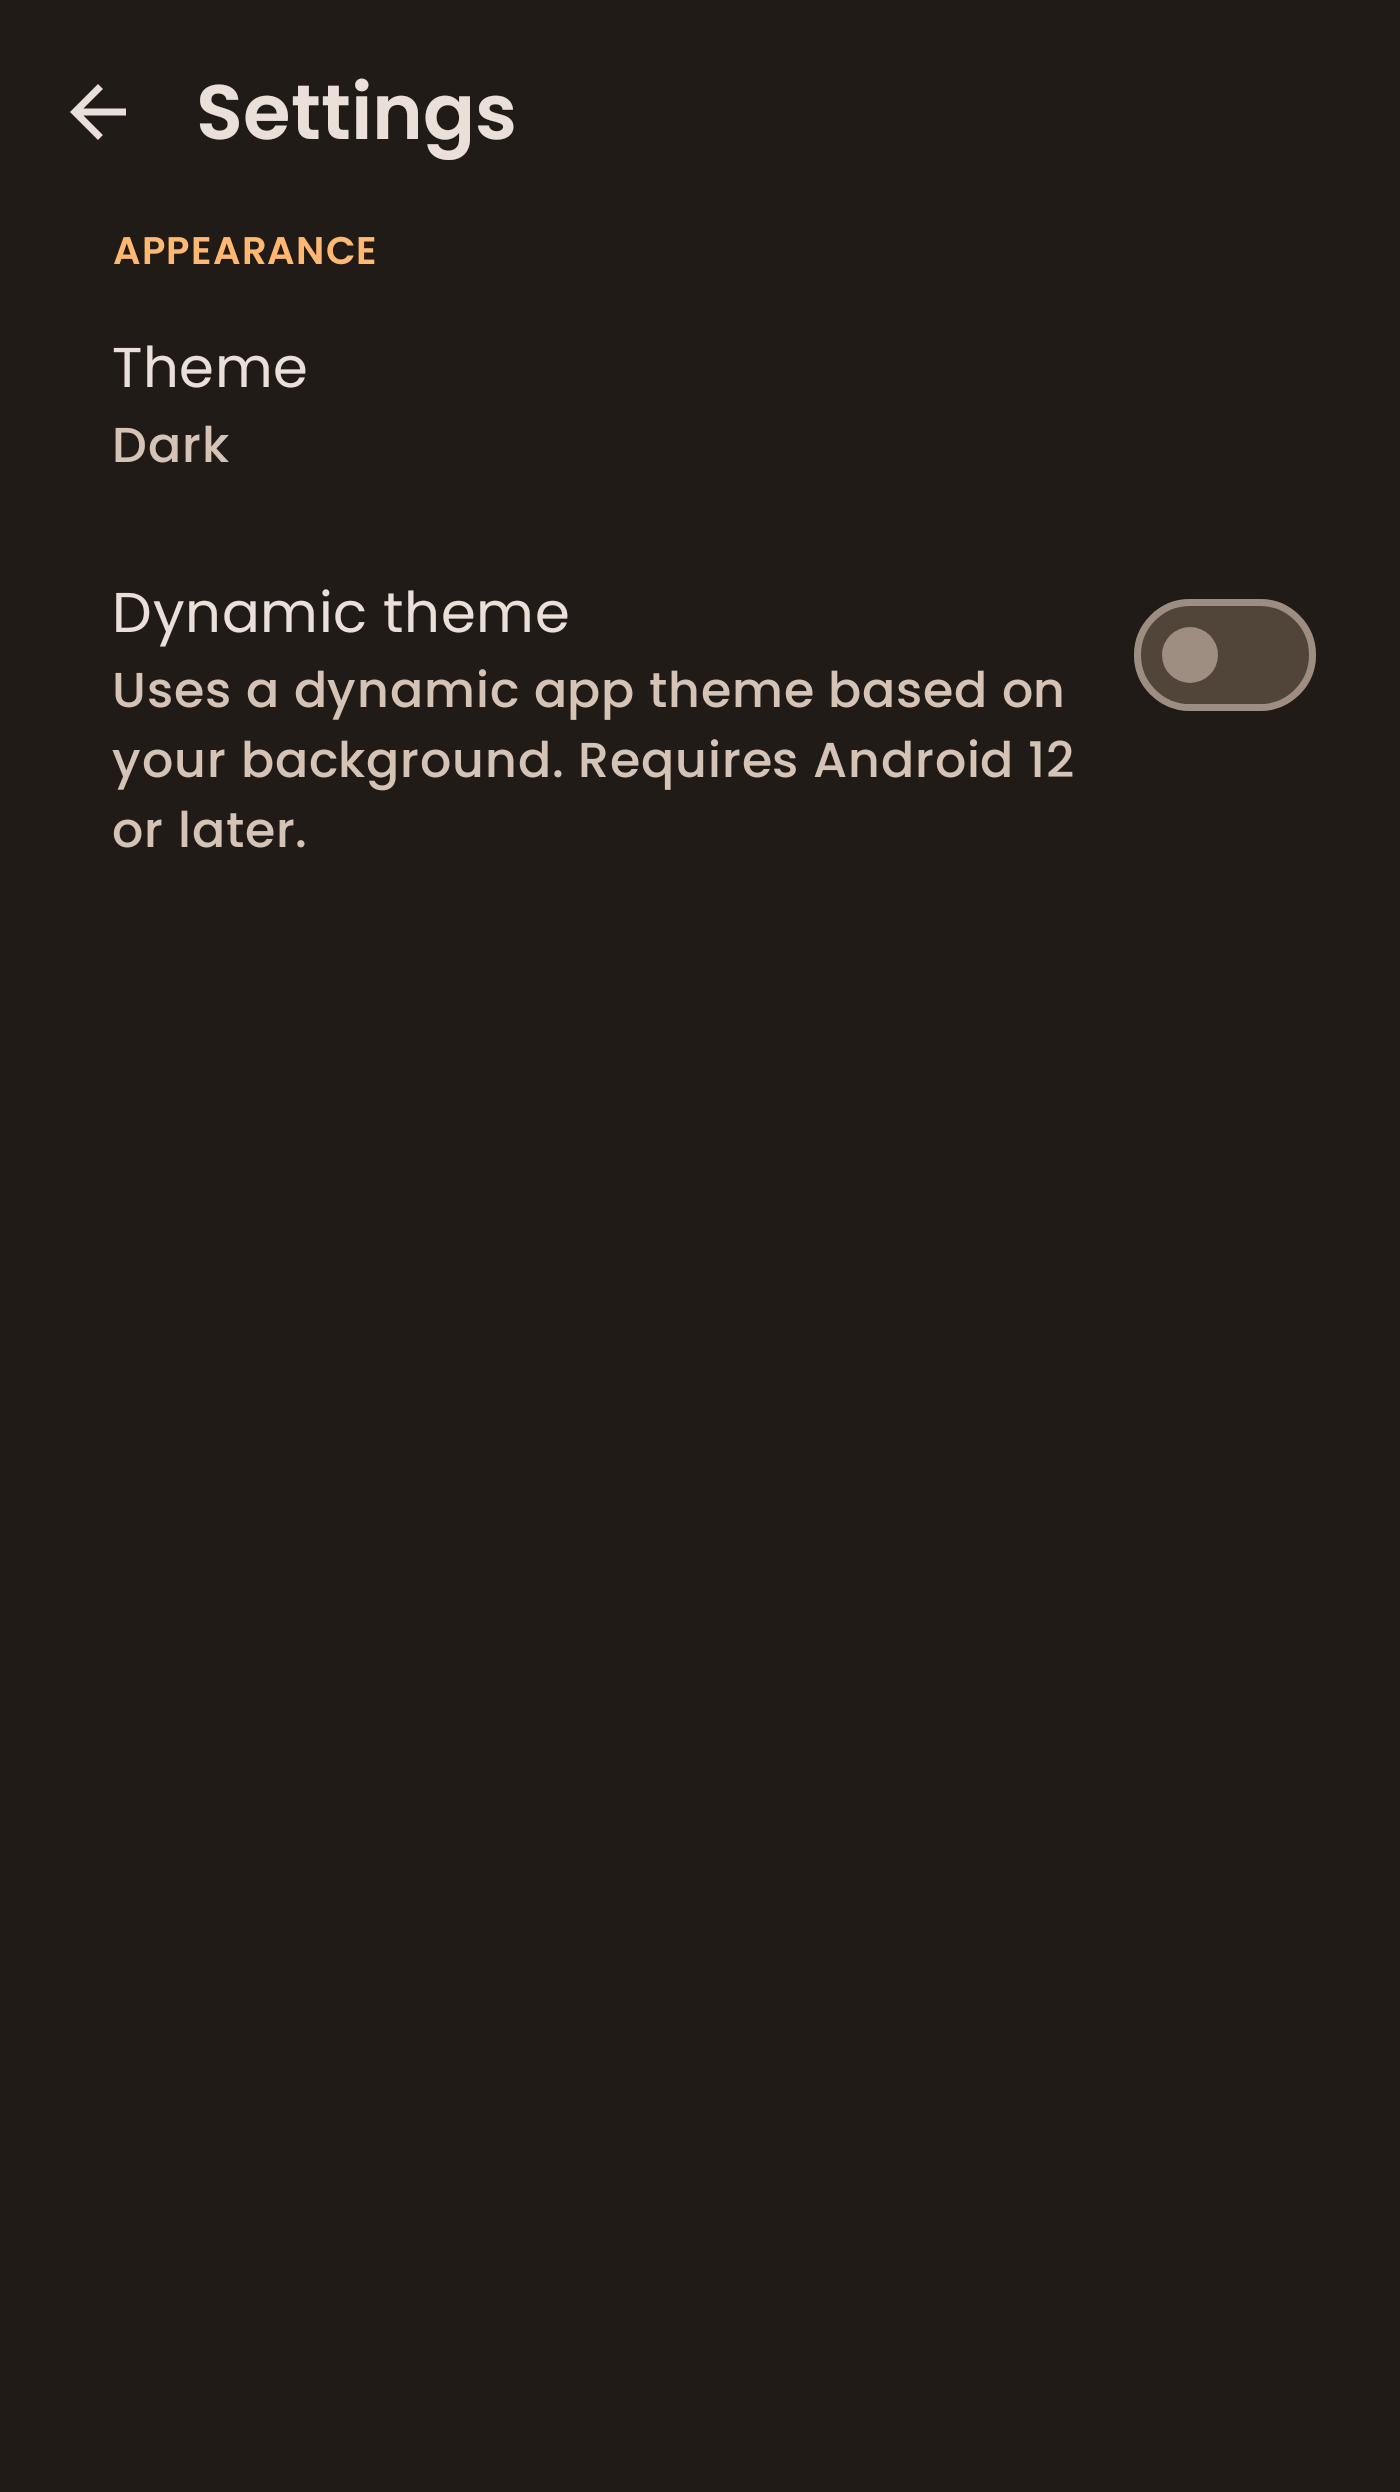 Settings
APPEARANCE
Theme
Dark
Dynamic theme
Uses a dynamic app theme based on
your background. Requires Android 12
or later.